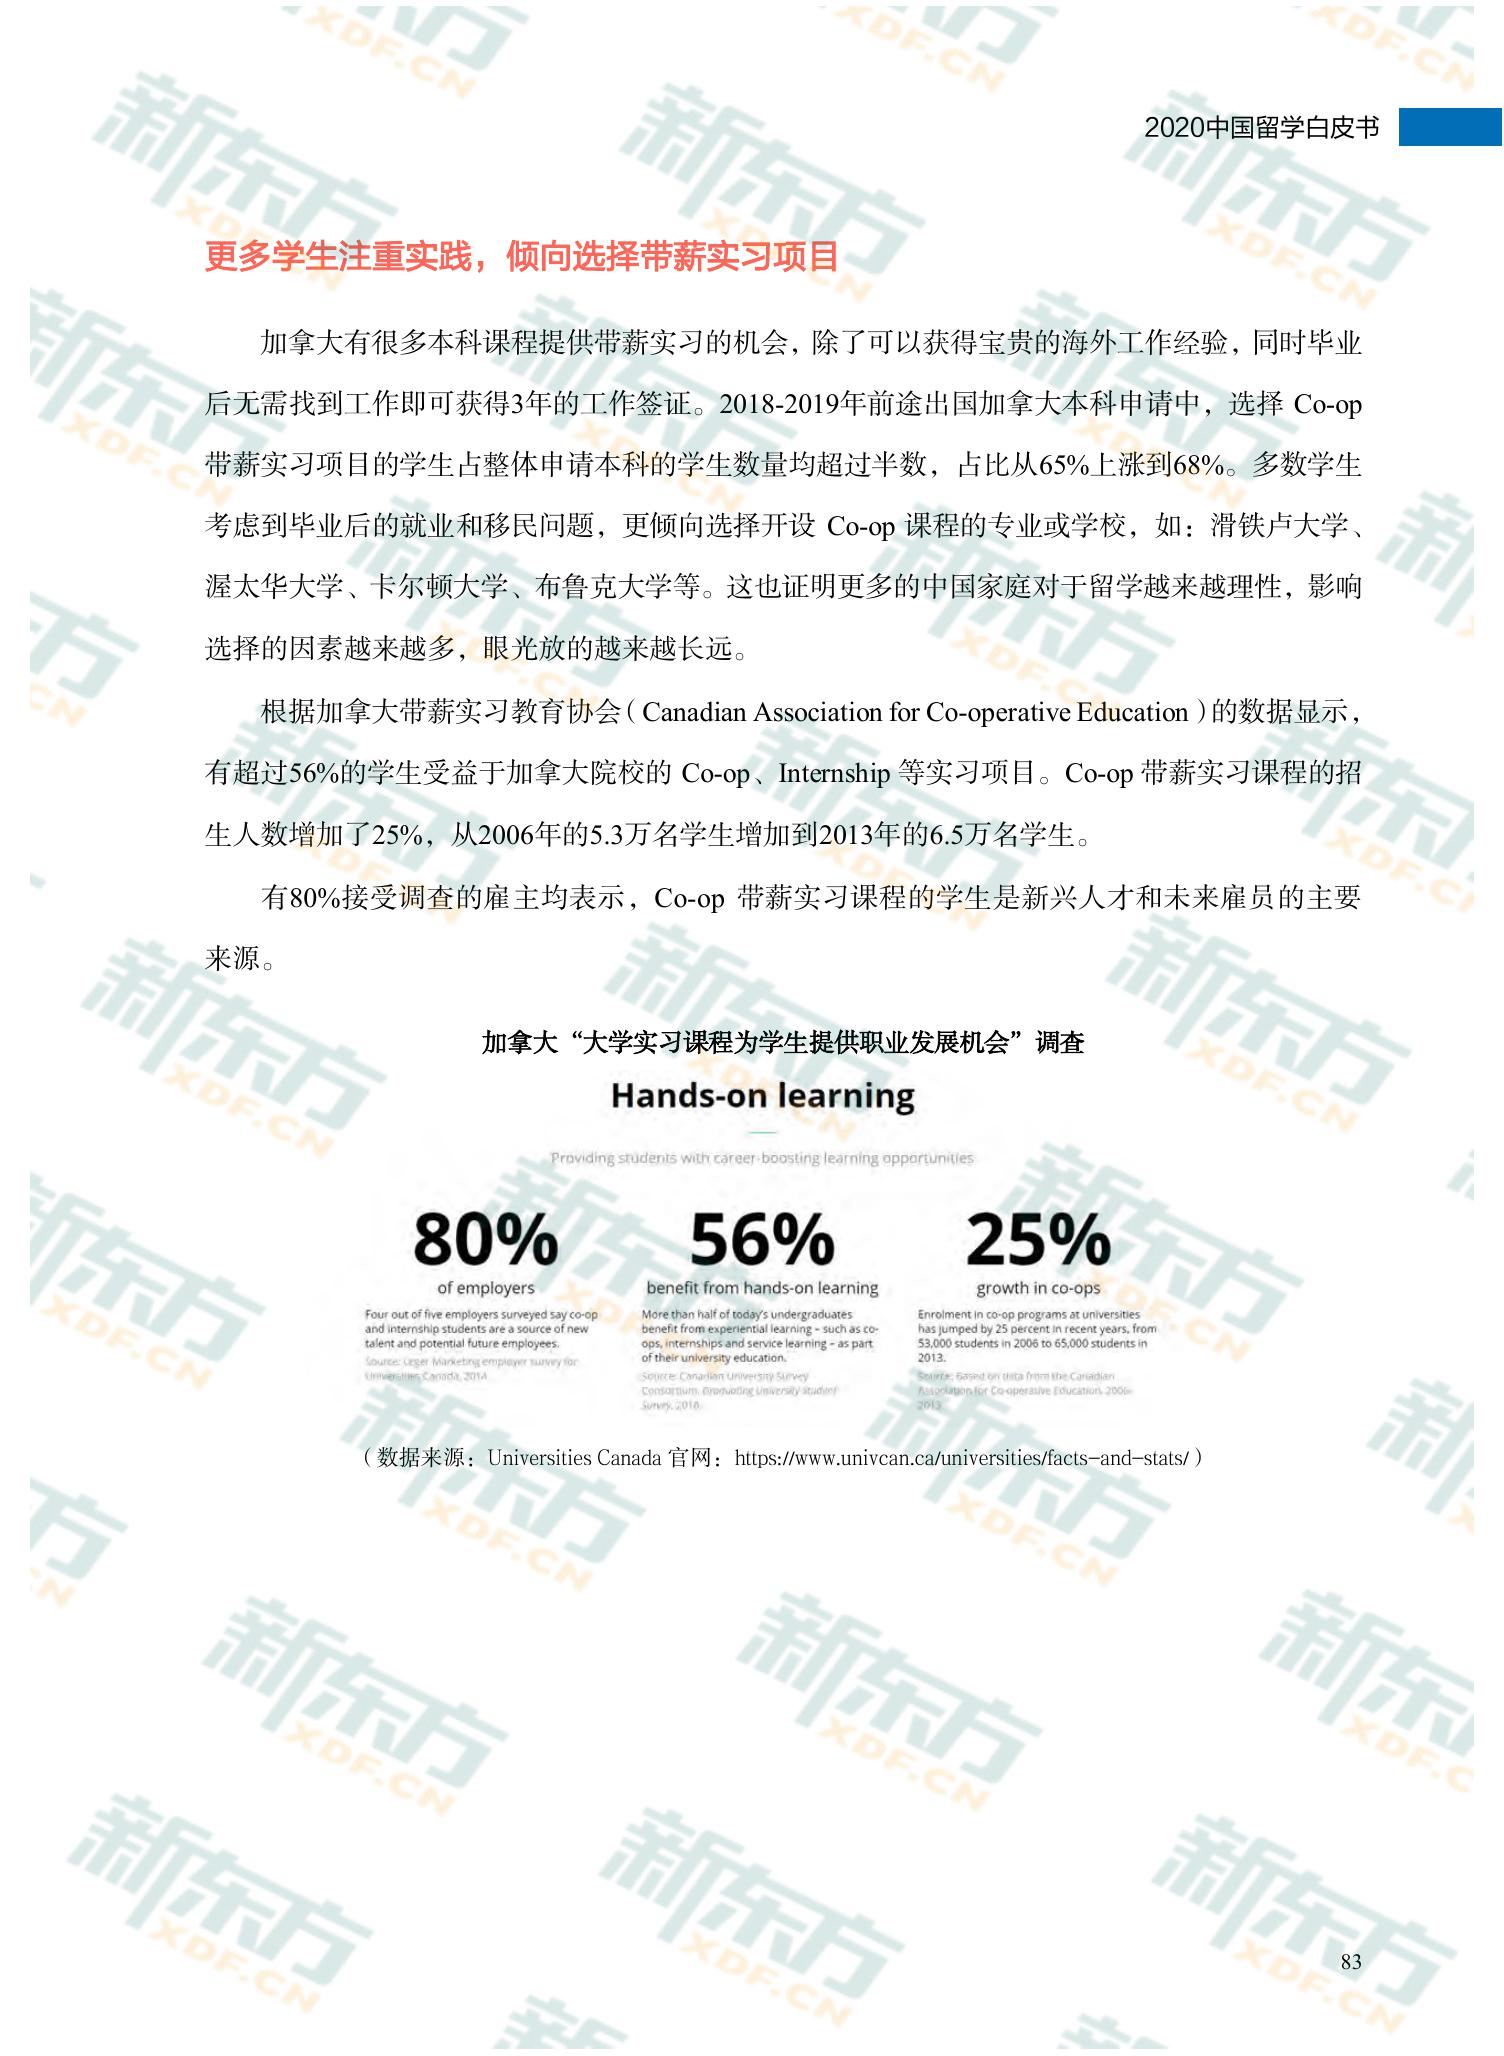 2020中国留学白皮书
更多学生注重实践，倾向选择带薪实习项目
加拿大有很多本科课程提供带薪实习的机会，除了可以获得宝贵的海外工作经验，同时毕业
后无需找到工作即可获得3年的工作签证。2018-2019年前途出国加拿大本科申请中，选择 Co-op
带薪实习项目的学生占整体申请本科的学生数量均超过半数，占比从65%上涨到68%。多数学生
考虑到毕业后的就业和移民问题，更倾向选择开设 Co-op 课程的专业或学校，如：滑铁卢大学、
渥太华大学、卡尔顿大学、布鲁克大学等。这也证明更多的中国家庭对于留学越来越理性，影响
选择的因素越来越多，眼光放的越来越长远。
根据加拿大带薪实习教育协会（Canadian Association for Co-operative Education）的数据显示，
有超过56%的学生受益于加拿大院校的 Co-op、Internship 等实习项目。Co-op 带薪实习课程的招
生人数增加了25%，从2006年的5.3万名学生增加到2013年的6.5万名学生。
有80%接受调查的雇主均表示，Co-op 带薪实习课程的学生是新兴人才和未来雇员的主要
来源。
加拿大“大学实习课程为学生提供职业发展机会”调查
Hands-on learning
Providing students with career-boosting learning opportunities
80%
of employers
Four out of five employers surveyed say co-op
and internship students are a source of new
talent and potential future employees.
Source: Leger Marketing employer survey for
Universities Canada, 2014
56%
benefit from hands-on learning
More than half of today's undergraduates
benefit from experiential learning – such as co-
ops, internships and service learning – as part
of their university education.
Source: Canadian University Survey
Consortium, Graduating University Student
Survey, 2018.
25%
growth in co-ops
Enrolment in co-op programs at universities
has jumped by 25 percent in recent years, from
53,000 students in 2006 to 65,000 students in
2013.
Source: Based on data from the Canadian
Association for Co-operative Education, 2006-
2013
（数据来源：Universities Canada 官网：https://www.univcan.ca/universities/facts-and-stats/）
83
新东方
XDF.CN